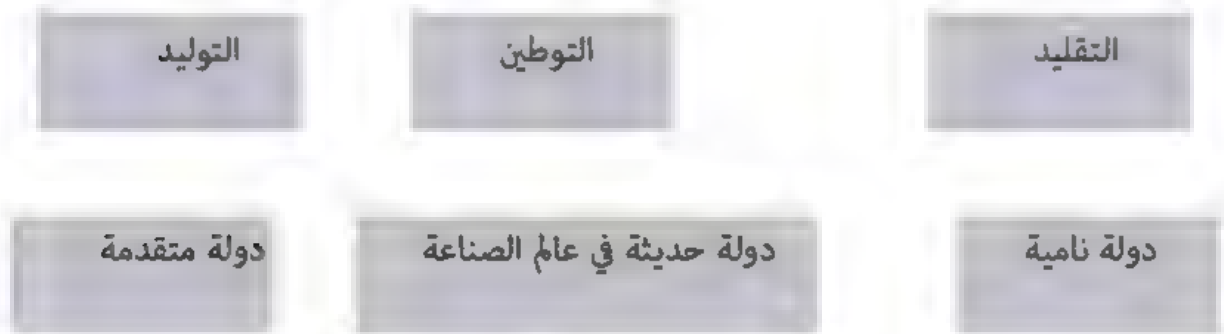 التقليد
التوطين
التوليد
دولة نامية
دولة حديثة في عالم الصناعة
دولة متقدمة